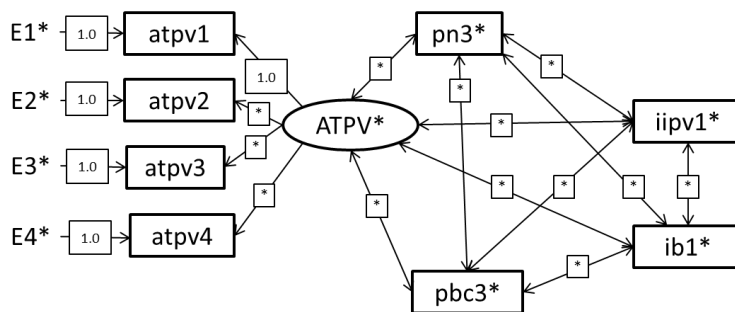 E1* 1.0 atpv1
pn3*
1.0
*
*
E2* 1.0 atpv2
*
ATPV*
*
iipv1*
*
E3* 1.0 atpv3
*
*
*
*
*
E4* 1.0 atpv4
*
*
ib1*
*
pbc3*